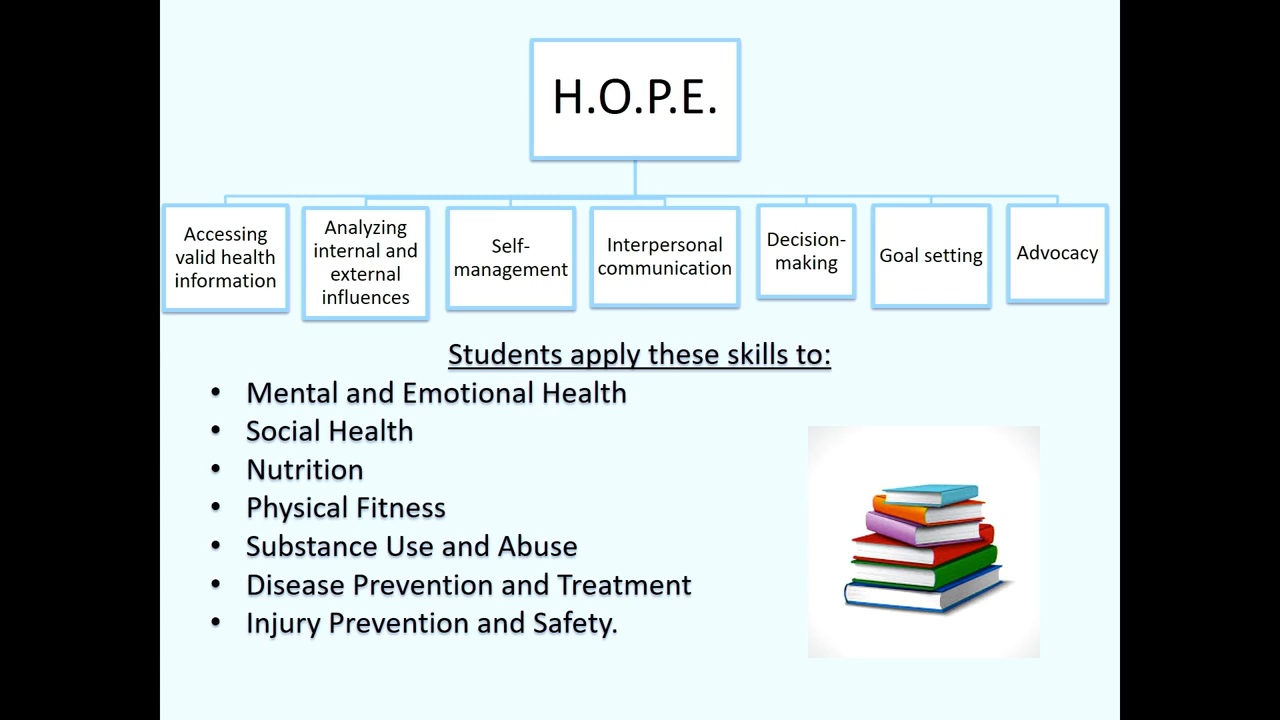 H.O.P.E.
Accessing
valid health
information
Analyzing
internal and
external
influences
Self-
management
Interpersonal
communication
Decision-
making
Goal setting
Advocacy
Students apply these skills to:
• Mental and Emotional Health
• Social Health
• Nutrition
• Physical Fitness
• Substance Use and Abuse
• Disease Prevention and Treatment
• Injury Prevention and Safety.